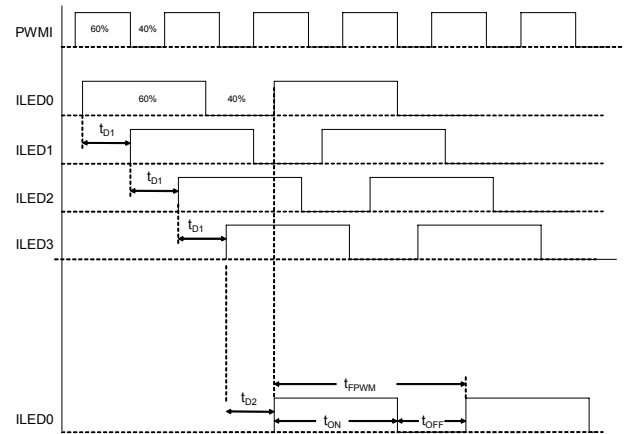 PWMI
60% 40%
ILED0
60% 40%
tD1
ILED1
tD1
ILED2
tD1
ILED3
tFPWM
tD2
tON tOFF
ILED0